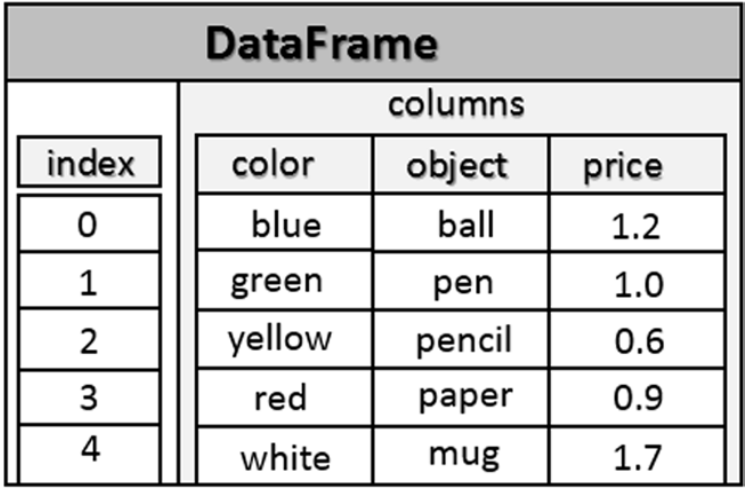 DataFrame
columns
index color object price
0 blue ball 1.2
1 green pen 1.0
2 yellow pencil 0.6
3 red paper 0.9
4 white mug 1.7